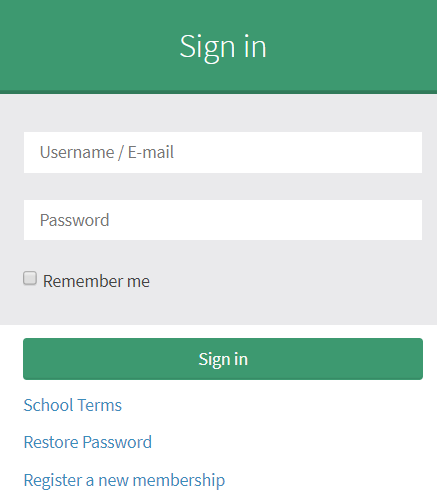 Sign in
Username / E-mail
Password
Remember me
Sign in
School Terms
Restore Password
Register a new membership